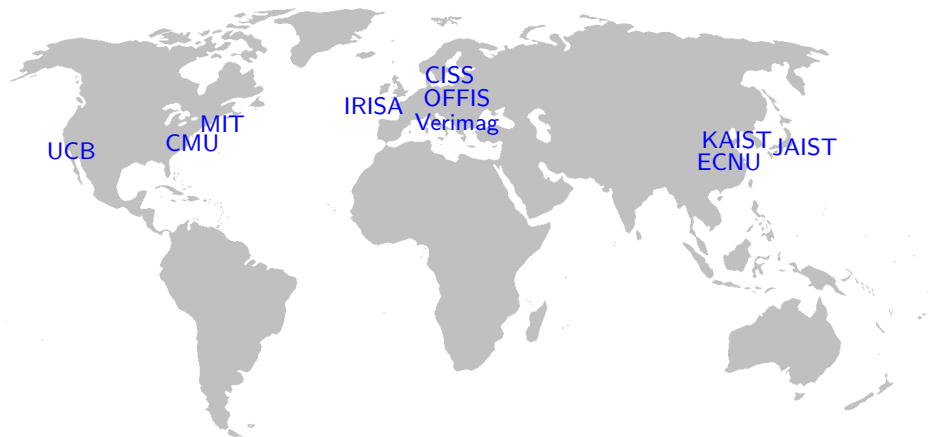 CISS
OFFIS
IRISA
Verimag
MIT
CMU
UCB
KAIST
JAIST
ECNU